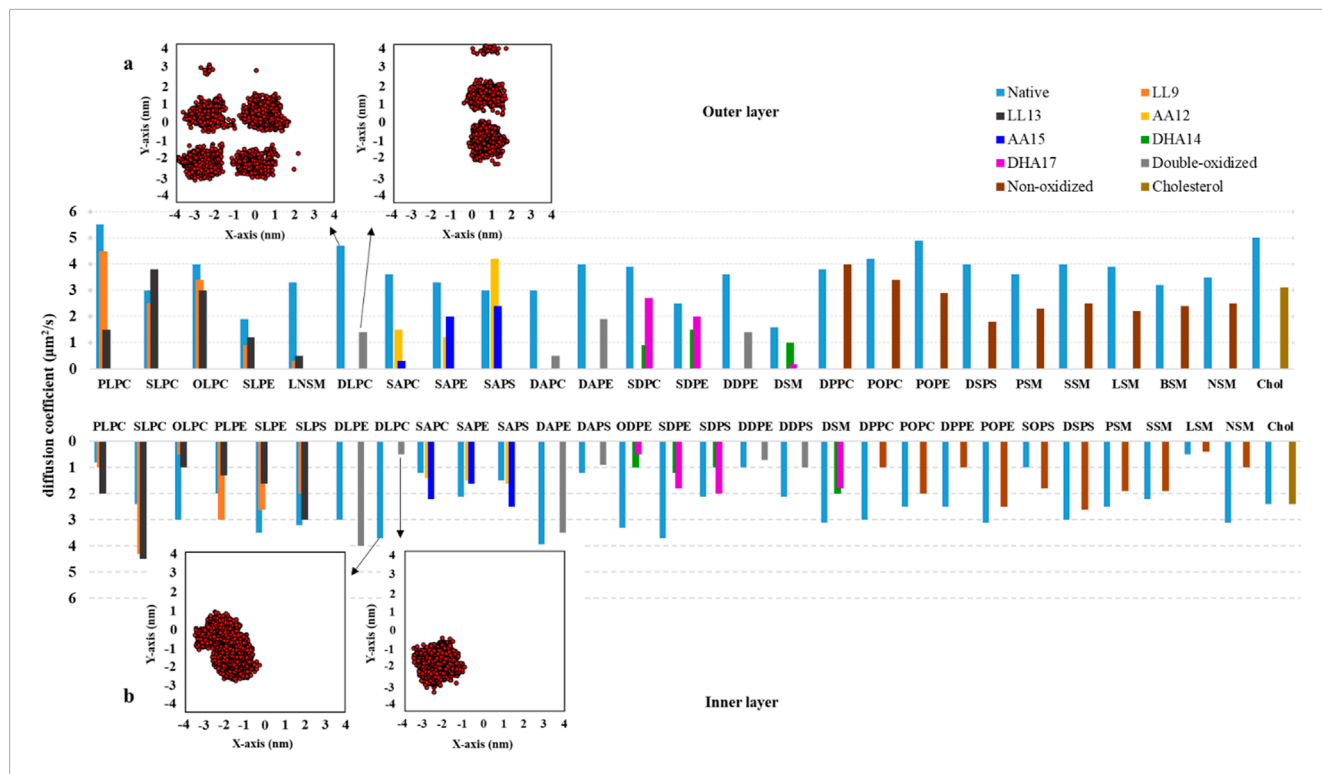 a
4
3
2
1
0
-1
-2
-3
-4
Y-axis (nm)
-4 -3 -2 -1 0 1 2 3 4
X-axis (nm)
4
3
2
1
0
-1
-2
-3
-4
Y-axis (nm)
-4 -3 -2 -1 0 1 2 3 4
X-axis (nm)
Outer layer
Native LL9
LL13 AA12
AA15 DHA14
DHA17 Double-oxidized
Non-oxidized Cholesterol
diffusion coefficient (µm²/s)
6
5
4
3
2
1
0
PLPC SLPC OLPC SLPE LNSM DLPC SAPC SAPE SAPS DAPC DAPE SDPC SDPE DDPE DSM DPPC POPC POPE DSPS PSM SSM LSM BSM NSM Chol
PLPC SLPC OLPC PLPE SLPE SLPS DLPE DLPC SAPC SAPE SAPS DAPE DAPS ODPE SDPE SDPS DDPE DDPS DSM DPPC POPC DPPE POPE SOPS DSPS PSM SSM LSM NSM Chol
0
1
2
3
4
5
6
4
3
2
1
0
-1
-2
-3
-4
Y-axis (nm)
-4 -3 -2 -1 0 1 2 3 4
X-axis (nm)
4
3
2
1
0
-1
-2
-3
-4
Y-axis (nm)
-4 -3 -2 -1 0 1 2 3 4
X-axis (nm)
b
Inner layer